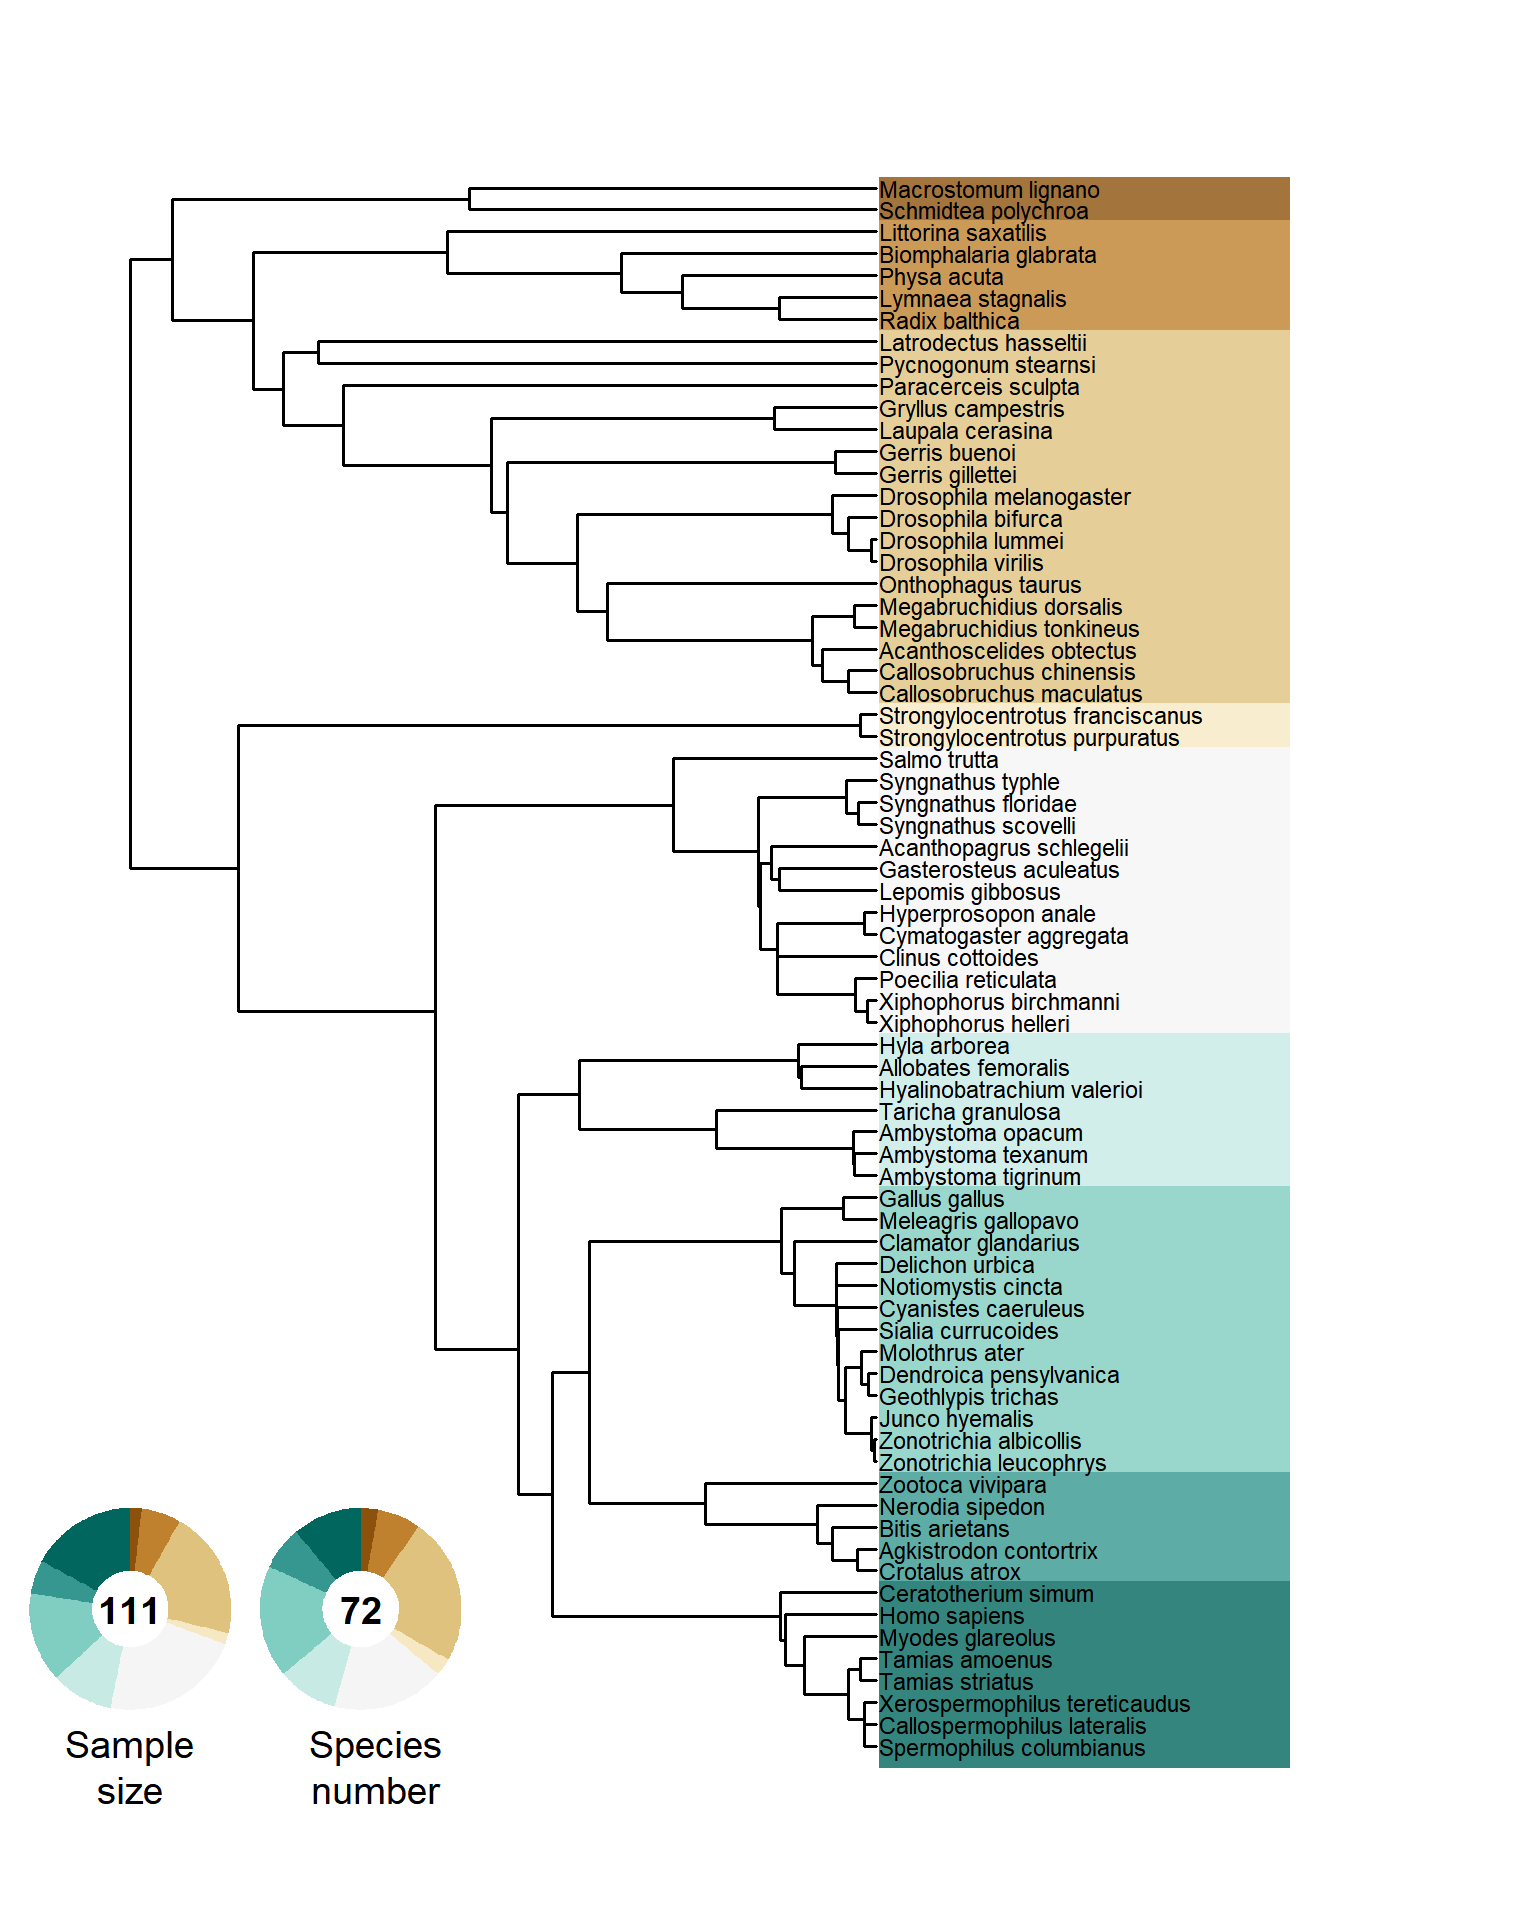 Macrostomum lignano
Schmidtea polychroa
Littorina saxatilis
Biomphalaria glabrata
Physa acuta
Lymnaea stagnalis
Radix balthica
Latrodectus hasseltii
Pycnogonum stearnsi
Paracerceis sculpta
Gryllus campestris
Laupala cerasina
Gerris buenoi
Gerris gillettei
Drosophila melanogaster
Drosophila bifurca
Drosophila lummei
Drosophila virilis
Onthophagus taurus
Megabruchidius dorsalis
Megabruchidius tonkineus
Acanthoscelides obtectus
Callosobruchus chinensis
Callosobruchus maculatus
Strongylocentrotus franciscanus
Strongylocentrotus purpuratus
Salmo trutta
Syngnathus typhle
Syngnathus floridae
Syngnathus scovelli
Acanthopagrus schlegelii
Gasterosteus aculeatus
Lepomis gibbosus
Hyperprosopon anale
Cymatogaster aggregata
Clinus cottoides
Poecilia reticulata
Xiphophorus birchmanni
Xiphophorus helleri
Hyla arborea
Allobates femoralis
Hyalinobatrachium valerioi
Taricha granulosa
Ambystoma opacum
Ambystoma texanum
Ambystoma tigrinum
Gallus gallus
Meleagris gallopavo
Clamator glandarius
Delichon urbica
Notiomystis cincta
Cyanistes caeruleus
Sialia currucoides
Molothrus ater
Dendroica pensylvanica
Geothlypis trichas
Junco hyemalis
Zonotrichia albicollis
Zonotrichia leucophrys
Zootoca vivipara
Nerodia sipedon
Bitis arietans
Agkistrodon contortrix
Crotalus atrox
Ceratotherium simum
Homo sapiens
Myodes glareolus
Tamias amoenus
Tamias striatus
Xerospermophilus tereticaudus
Callospermophilus lateralis
Spermophilus columbianus
111
Sample
size
72
Species
number